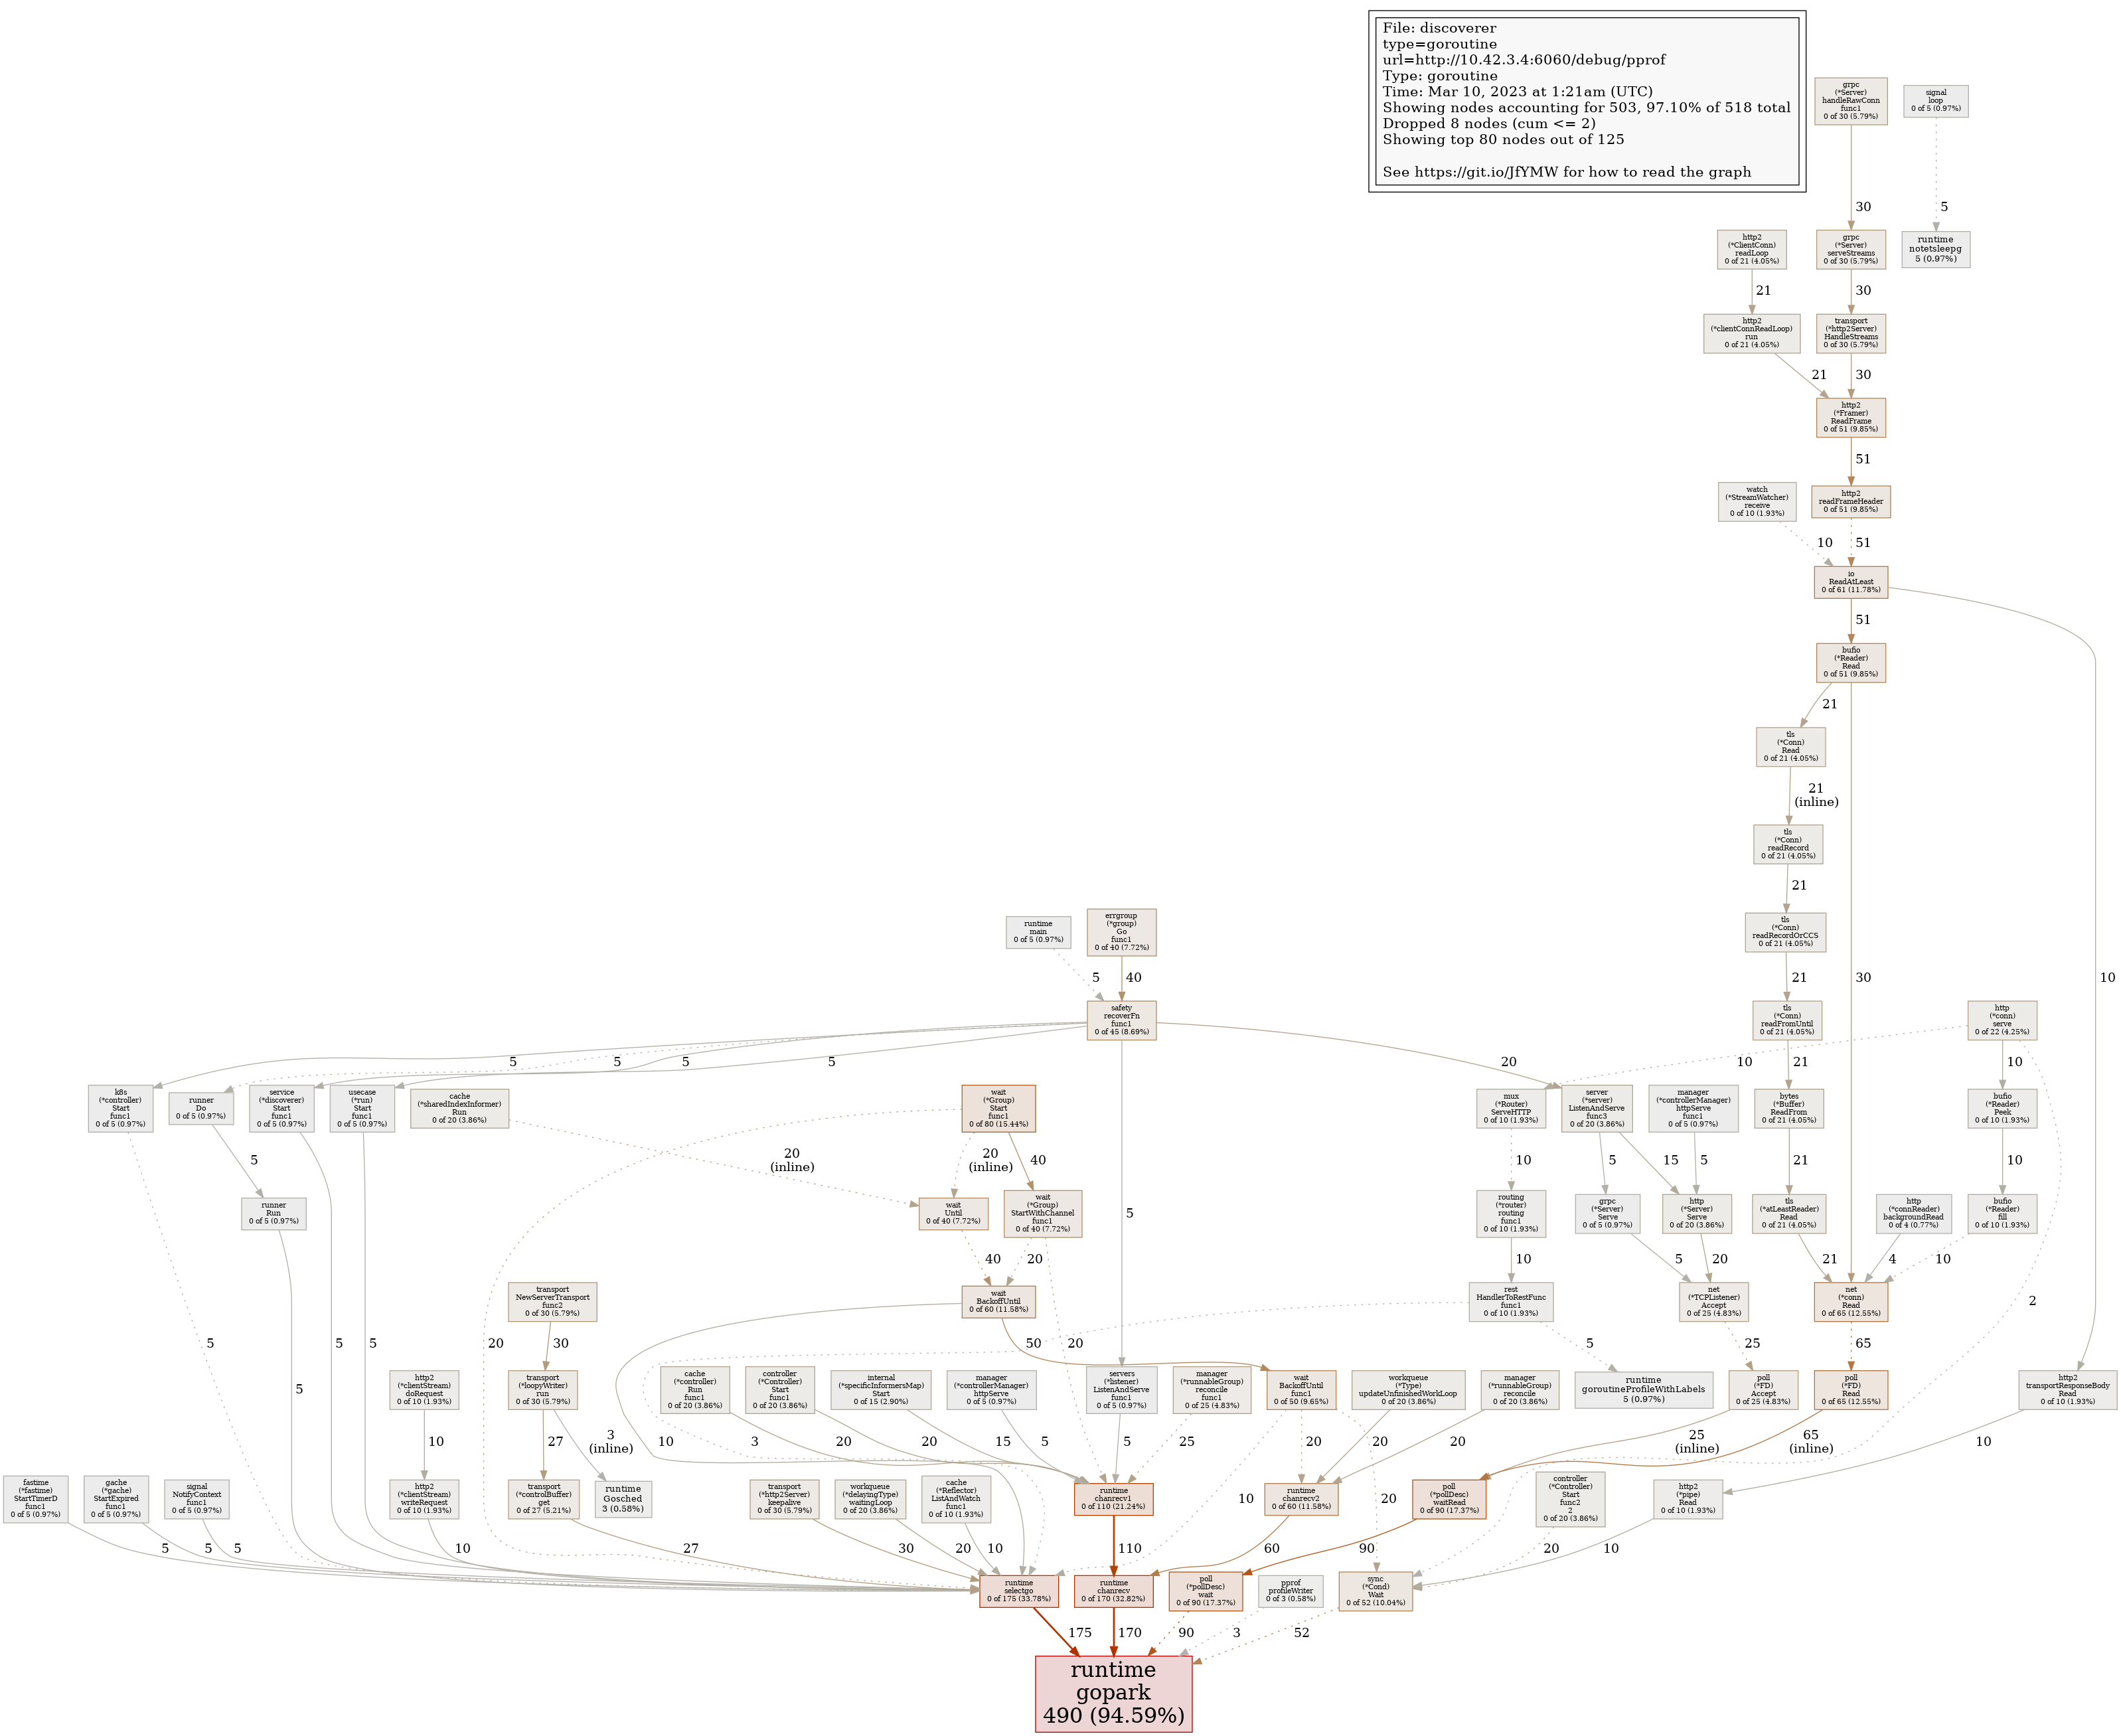 File: discoverer
type=goroutine
url=http://10.42.3.4:6060/debug/pprof
Type: goroutine
Time: Mar 10, 2023 at 1:21am (UTC)
Showing nodes accounting for 503, 97.10% of 518 total
Dropped 8 nodes (cum <= 2)
Showing top 80 nodes out of 125
See https://git.io/JfYMW for how to read the graph
grpc
(*Server)
handleRawConn
func1
0 of 30 (5.79%)
signal
loop
0 of 5 (0.97%)
30
5
http2
(*ClientConn)
readLoop
0 of 21 (4.05%)
grpc
(*Server)
serveStreams
0 of 30 (5.79%)
runtime
notetsleepg
5 (0.97%)
21
30
http2
(*clientConnReadLoop)
run
0 of 21 (4.05%)
transport
(*http2Server)
HandleStreams
0 of 30 (5.79%)
21
30
http2
(*Framer)
ReadFrame
0 of 51 (9.85%)
51
watch
(*StreamWatcher)
receive
0 of 10 (1.93%)
http2
readFrameHeader
0 of 51 (9.85%)
10
51
io
ReadAtLeast
0 of 61 (11.78%)
51
bufio
(*Reader)
Read
0 of 51 (9.85%)
21
tls
(*Conn)
Read
0 of 21 (4.05%)
21
(inline)
tls
(*Conn)
readRecord
0 of 21 (4.05%)
21
runtime
main
0 of 5 (0.97%)
errgroup
(*group)
Go
func1
0 of 40 (7.72%)
tls
(*Conn)
readRecordOrCCS
0 of 21 (4.05%)
5
40
21
30
10
safety
recoverFn
func1
0 of 45 (8.69%)
tls
(*Conn)
readFromUntil
0 of 21 (4.05%)
http
(*conn)
serve
0 of 22 (4.25%)
5
5
5
5
20
10
21
10
k8s
(*controller)
Start
func1
0 of 5 (0.97%)
runner
Do
0 of 5 (0.97%)
service
(*discoverer)
Start
func1
0 of 5 (0.97%)
usecase
(*run)
Start
func1
0 of 5 (0.97%)
cache
(*sharedIndexInformer)
Run
0 of 20 (3.86%)
wait
(*Group)
Start
func1
0 of 80 (15.44%)
mux
(*Router)
ServeHTTP
0 of 10 (1.93%)
server
(*server)
ListenAndServe
func3
0 of 20 (3.86%)
manager
(*controllerManager)
httpServe
func1
0 of 5 (0.97%)
bytes
(*Buffer)
ReadFrom
0 of 21 (4.05%)
bufio
(*Reader)
Peek
0 of 10 (1.93%)
5
20
(inline)
20
(inline)
40
10
5
15
5
21
10
runner
Run
0 of 5 (0.97%)
wait
Until
0 of 40 (7.72%)
wait
(*Group)
StartWithChannel
func1
0 of 40 (7.72%)
5
routing
(*router)
routing
func1
0 of 10 (1.93%)
grpc
(*Server)
Serve
0 of 5 (0.97%)
http
(*Server)
Serve
0 of 20 (3.86%)
tls
(*atLeastReader)
Read
0 of 21 (4.05%)
http
(*connReader)
backgroundRead
0 of 4 (0.77%)
bufio
(*Reader)
fill
0 of 10 (1.93%)
40
20
10
5
20
21
4
10
transport
NewServerTransport
func2
0 of 30 (5.79%)
wait
BackoffUntil
0 of 60 (11.58%)
rest
HandlerToRestFunc
func1
0 of 10 (1.93%)
net
(*TCPListener)
Accept
0 of 25 (4.83%)
net
(*conn)
Read
0 of 65 (12.55%)
2
5
5
5
20
30
50
20
5
25
65
http2
(*clientStream)
doRequest
0 of 10 (1.93%)
transport
(*loopyWriter)
run
0 of 30 (5.79%)
cache
(*controller)
Run
func1
0 of 20 (3.86%)
controller
(*Controller)
Start
func1
0 of 20 (3.86%)
internal
(*specificInformersMap)
Start
0 of 15 (2.90%)
manager
(*controllerManager)
httpServe
0 of 5 (0.97%)
servers
(*listener)
ListenAndServe
func1
0 of 5 (0.97%)
manager
(*runnableGroup)
reconcile
func1
0 of 25 (4.83%)
wait
BackoffUntil
func1
0 of 50 (9.65%)
workqueue
(*Type)
updateUnfinishedWorkLoop
0 of 20 (3.86%)
manager
(*runnableGroup)
reconcile
0 of 20 (3.86%)
runtime
goroutineProfileWithLabels
5 (0.97%)
poll
(*FD)
Accept
0 of 25 (4.83%)
poll
(*FD)
Read
0 of 65 (12.55%)
http2
transportResponseBody
Read
0 of 10 (1.93%)
5
10
27
3
(inline)
10
3
20
20
15
5
5
25
20
20
20
25
(inline)
65
(inline)
10
fastime
(*fastime)
StartTimerD
func1
0 of 5 (0.97%)
gache
(*gache)
StartExpired
func1
0 of 5 (0.97%)
signal
NotifyContext
func1
0 of 5 (0.97%)
http2
(*clientStream)
writeRequest
0 of 10 (1.93%)
transport
(*controlBuffer)
get
0 of 27 (5.21%)
runtime
Gosched
3 (0.58%)
transport
(*http2Server)
keepalive
0 of 30 (5.79%)
workqueue
(*delayingType)
waitingLoop
0 of 20 (3.86%)
cache
(*Reflector)
ListAndWatch
func1
0 of 10 (1.93%)
runtime
chanrecv1
0 of 110 (21.24%)
10
runtime
chanrecv2
0 of 60 (11.58%)
20
poll
(*pollDesc)
waitRead
0 of 90 (17.37%)
controller
(*Controller)
Start
func2
2
0 of 20 (3.86%)
http2
(*pipe)
Read
0 of 10 (1.93%)
5
5
5
10
27
30
20
10
110
60
90
20
10
runtime
selectgo
0 of 175 (33.78%)
runtime
chanrecv
0 of 170 (32.82%)
poll
(*pollDesc)
wait
0 of 90 (17.37%)
pprof
profileWriter
0 of 3 (0.58%)
sync
(*Cond)
Wait
0 of 52 (10.04%)
175
170
90
3
52
runtime
gopark
490 (94.59%)